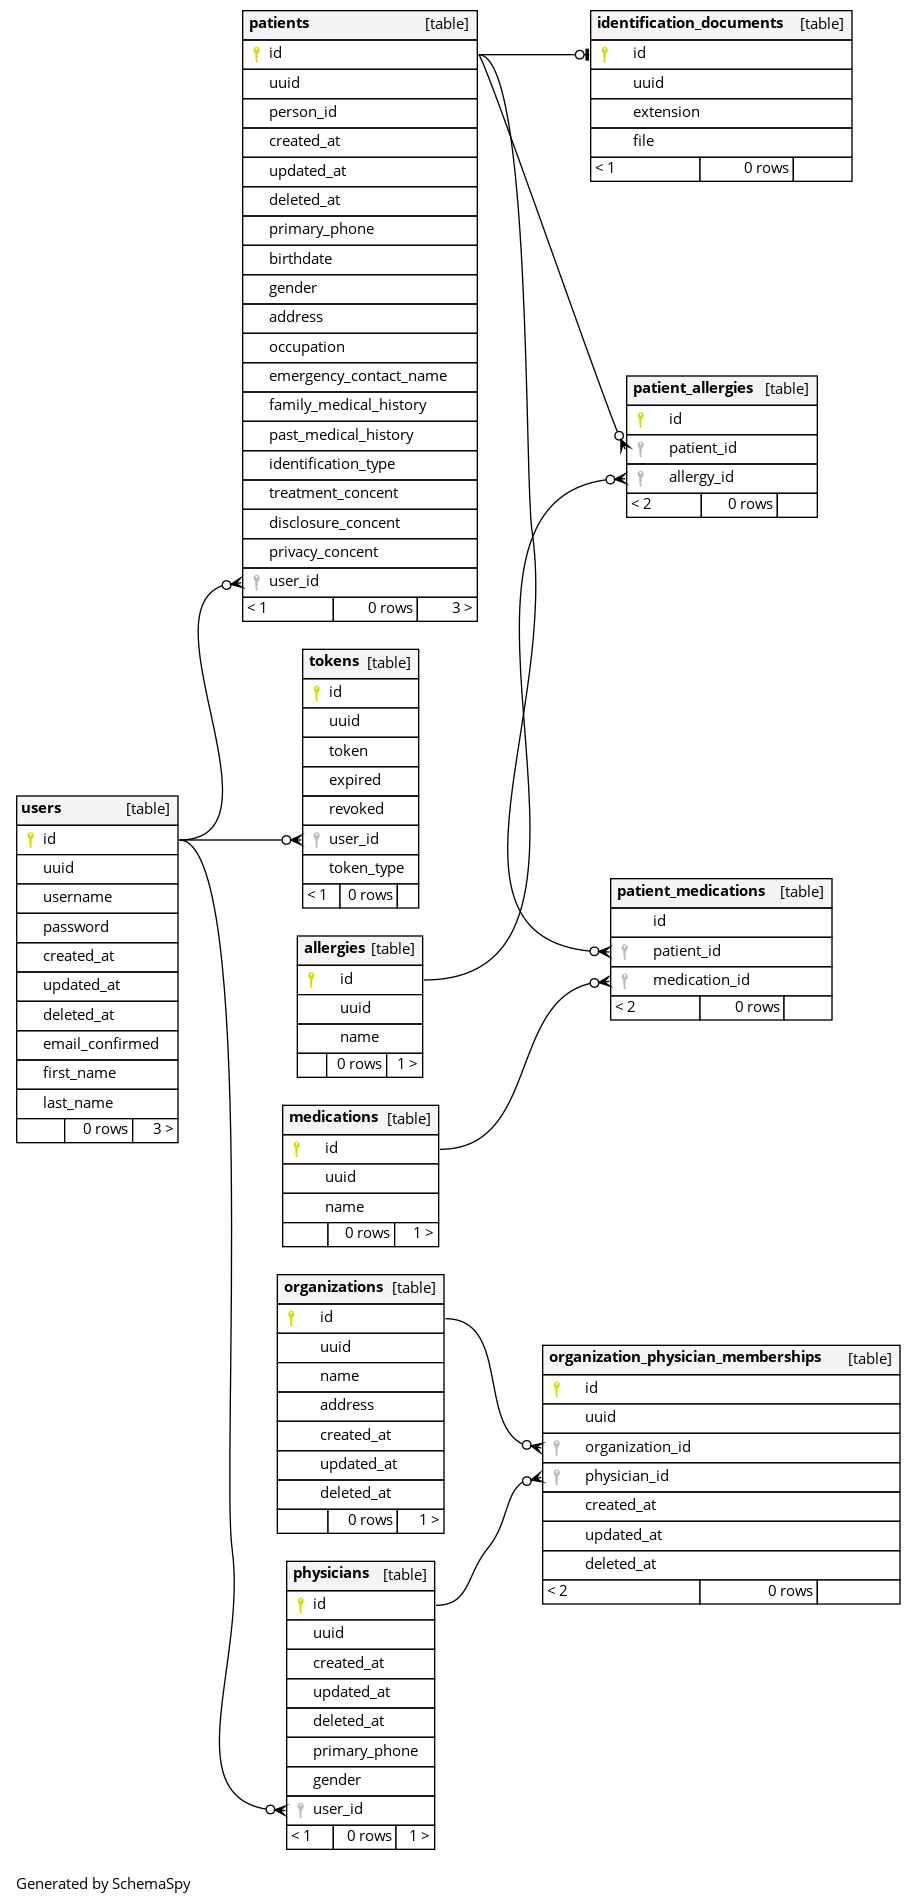 patients [table]
id
uuid
person_id
created_at
updated_at
deleted_at
primary_phone
birthdate
gender
address
occupation
emergency_contact_name
family_medical_history
past_medical_history
identification_type
treatment_concent
disclosure_concent
privacy_concent
user_id
< 1 0 rows 3 >
identification_documents [table]
id
uuid
extension
file
< 1 0 rows
patient_allergies [table]
id
patient_id
allergy_id
< 2 0 rows
tokens [table]
id
uuid
token
expired
revoked
user_id
token_type
< 1 0 rows
users [table]
id
uuid
username
password
created_at
updated_at
deleted_at
email_confirmed
first_name
last_name
0 rows 3 >
allergies [table]
id
uuid
name
0 rows 1 >
patient_medications [table]
id
patient_id
medication_id
< 2 0 rows
medications [table]
id
uuid
name
0 rows 1 >
organizations [table]
id
uuid
name
address
created_at
updated_at
deleted_at
0 rows 1 >
organization_physician_memberships [table]
id
uuid
organization_id
physician_id
created_at
updated_at
deleted_at
< 2 0 rows
physicians [table]
id
uuid
created_at
updated_at
deleted_at
primary_phone
gender
user_id
< 1 0 rows 1 >
Generated by SchemaSpy